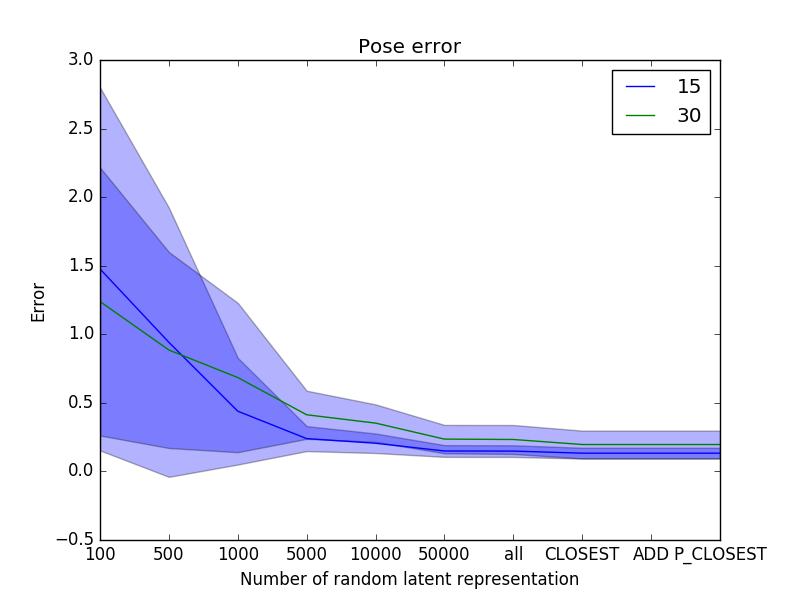 Pose error
15
30
3.0
2.5
2.0
1.5
1.0
0.5
0.0
−0.5
Error
100 500 1000 5000 10000 50000 all CLOSEST ADD P_CLOSEST
Number of random latent representation